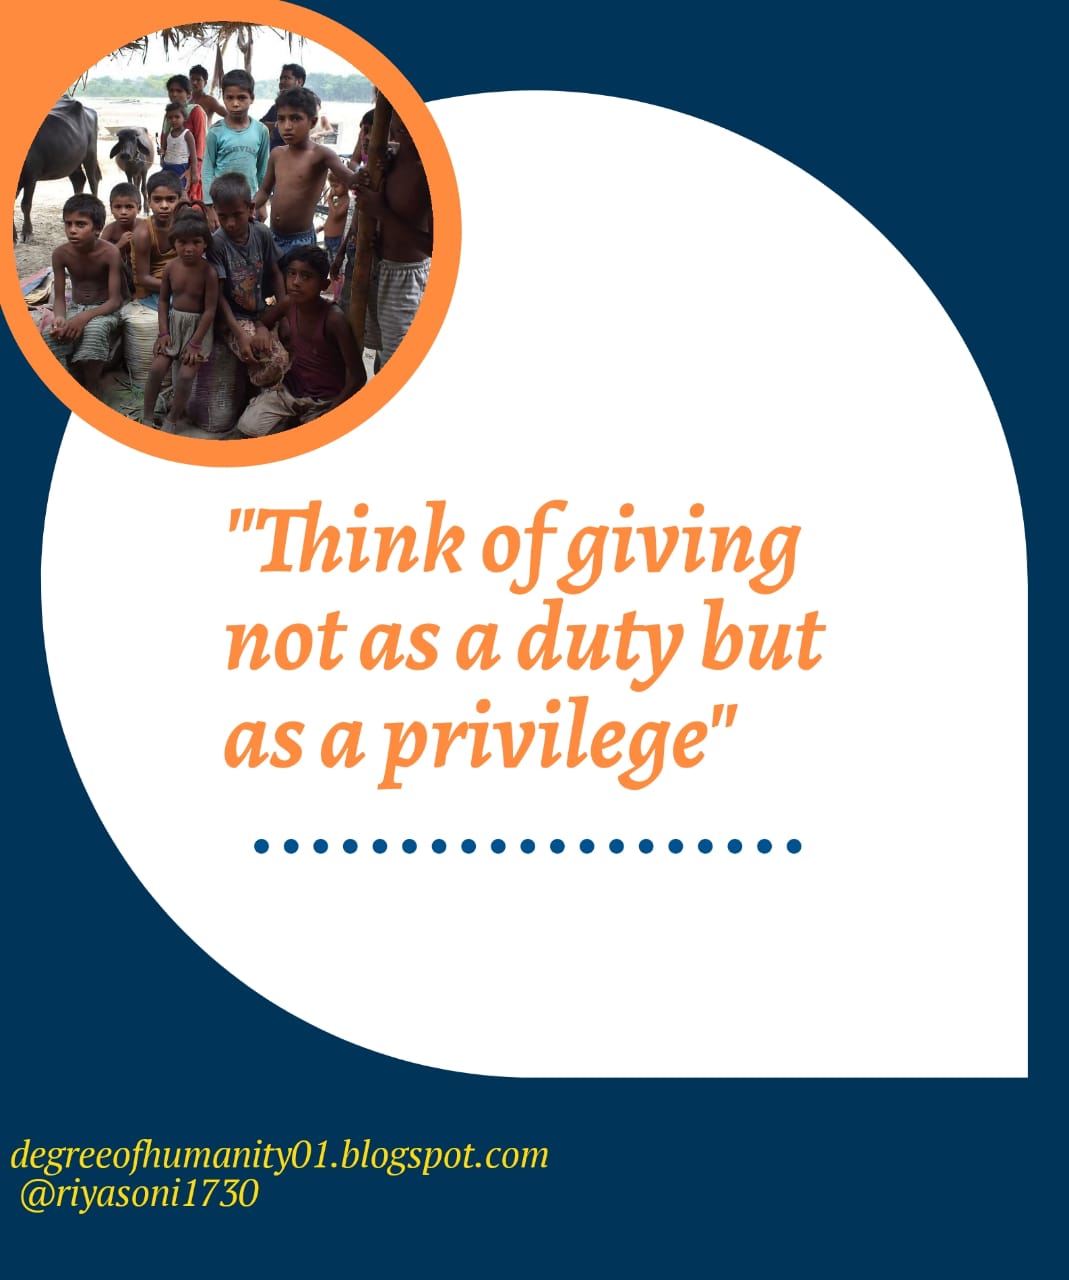 "Think of giving
not as a duty but
as a privilege"
degreeofhumanity01.blogspot.com
@riyasoni1730